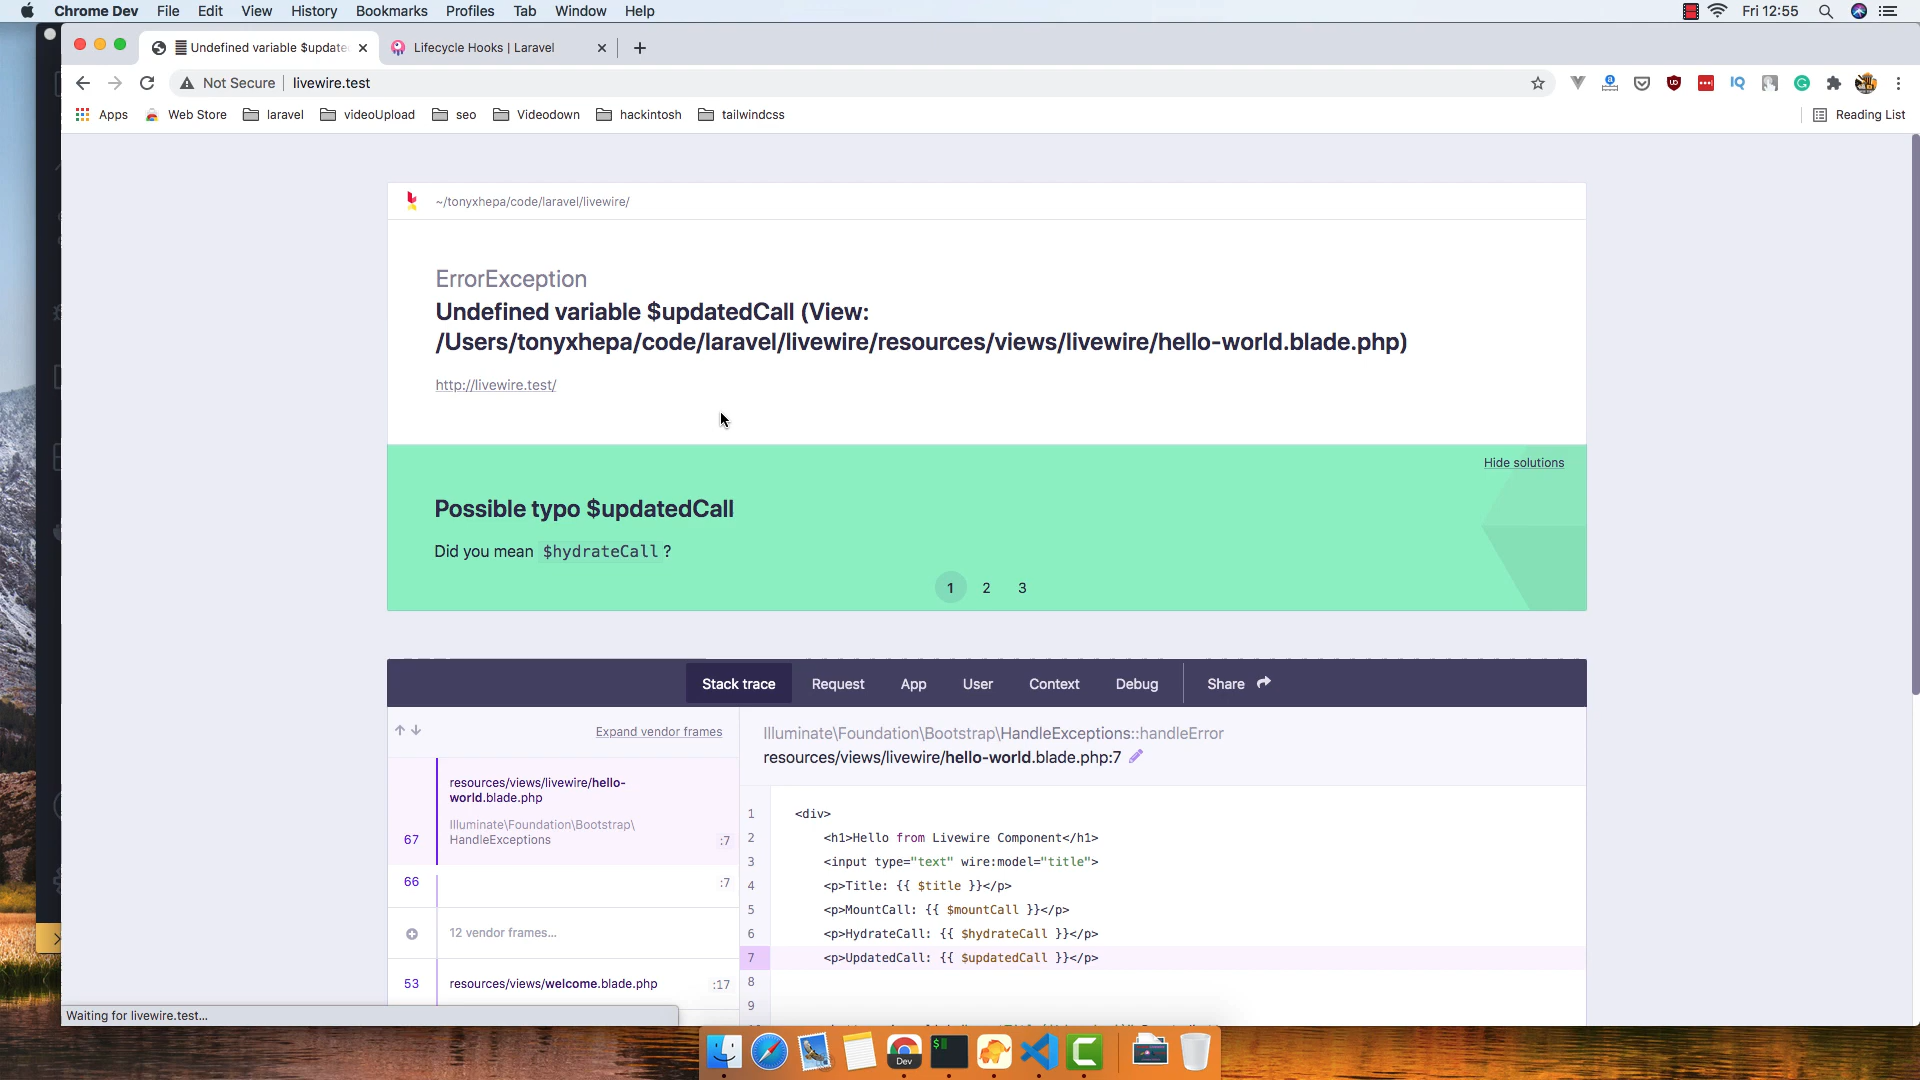 Chrome Dev File Edit View History Bookmarks Profiles Tab Window Help Fri 12:55
Undefined variable $update Lifecycle Hooks | Laravel
Not Secure livewire.test
Apps Web Store laravel videoUpload seo Videodown hackintosh tailwindcss Reading List
~/tonyxhepa/code/laravel/livewire/
ErrorException
Undefined variable $updatedCall (View:
/Users/tonyxhepa/code/laravel/livewire/resources/views/livewire/hello-world.blade.php)
http://livewire.test/
Hide solutions
Possible typo $updatedCall
Did you mean $hydrateCall ?
1 2 3
Stack trace Request App User Context Debug Share
Expand vendor frames
Illuminate\Foundation\Bootstrap\HandleExceptions::handleError
resources/views/livewire/hello-world.blade.php:7
resources/views/livewire/hello-
world.blade.php
Illuminate\Foundation\Bootstrap\
67 HandleExceptions :7
66 :7
12 vendor frames...
53 resources/views/welcome.blade.php :17
1 <div>
2 <h1>Hello from Livewire Component</h1>
3 <input type="text" wire:model="title">
4 <p>Title: {{ $title }}</p>
5 <p>MountCall: {{ $mountCall }}</p>
6 <p>HydrateCall: {{ $hydrateCall }}</p>
7 <p>UpdatedCall: {{ $updatedCall }}</p>
8
9
Waiting for livewire.test...
Dev